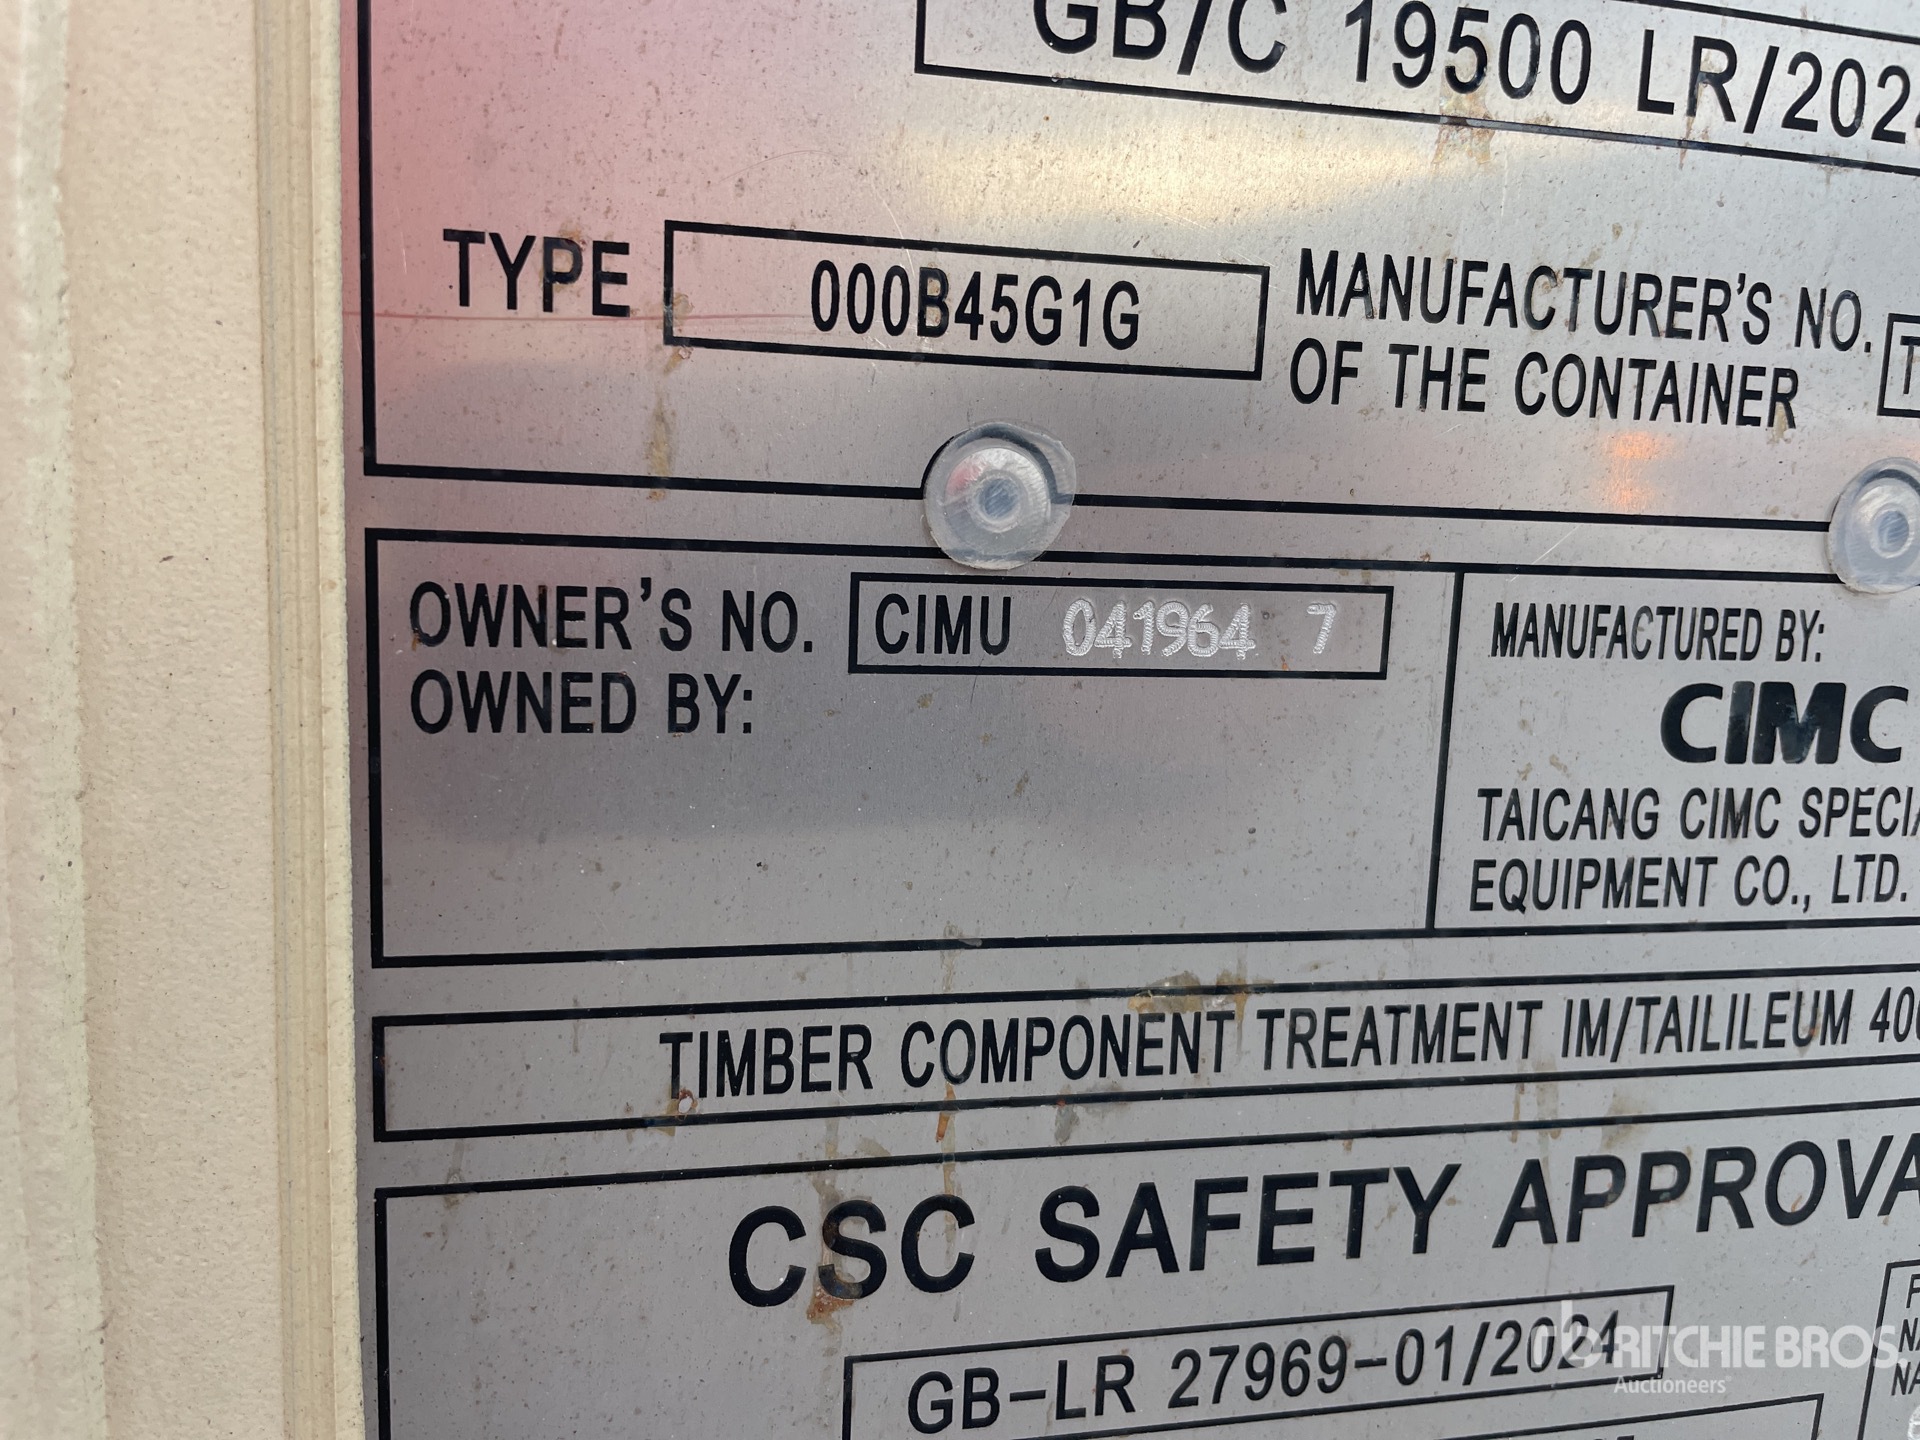 GB/C 19500 LR/202
TYPE 000B45G1G
MANUFACTURER'S NO.
OF THE CONTAINER
OWNER'S NO. CIMU 041964 7
OWNED BY:
MANUFACTURED BY:
CIMC
TAICANG CIMC SPECI
EQUIPMENT CO., LTD.
TIMBER COMPONENT TREATMENT IM/TAILILEUM 40
CSC SAFETY APPROVA
GB-LR 27969-01/2024
RITCHIE BROS.
Auctioneers